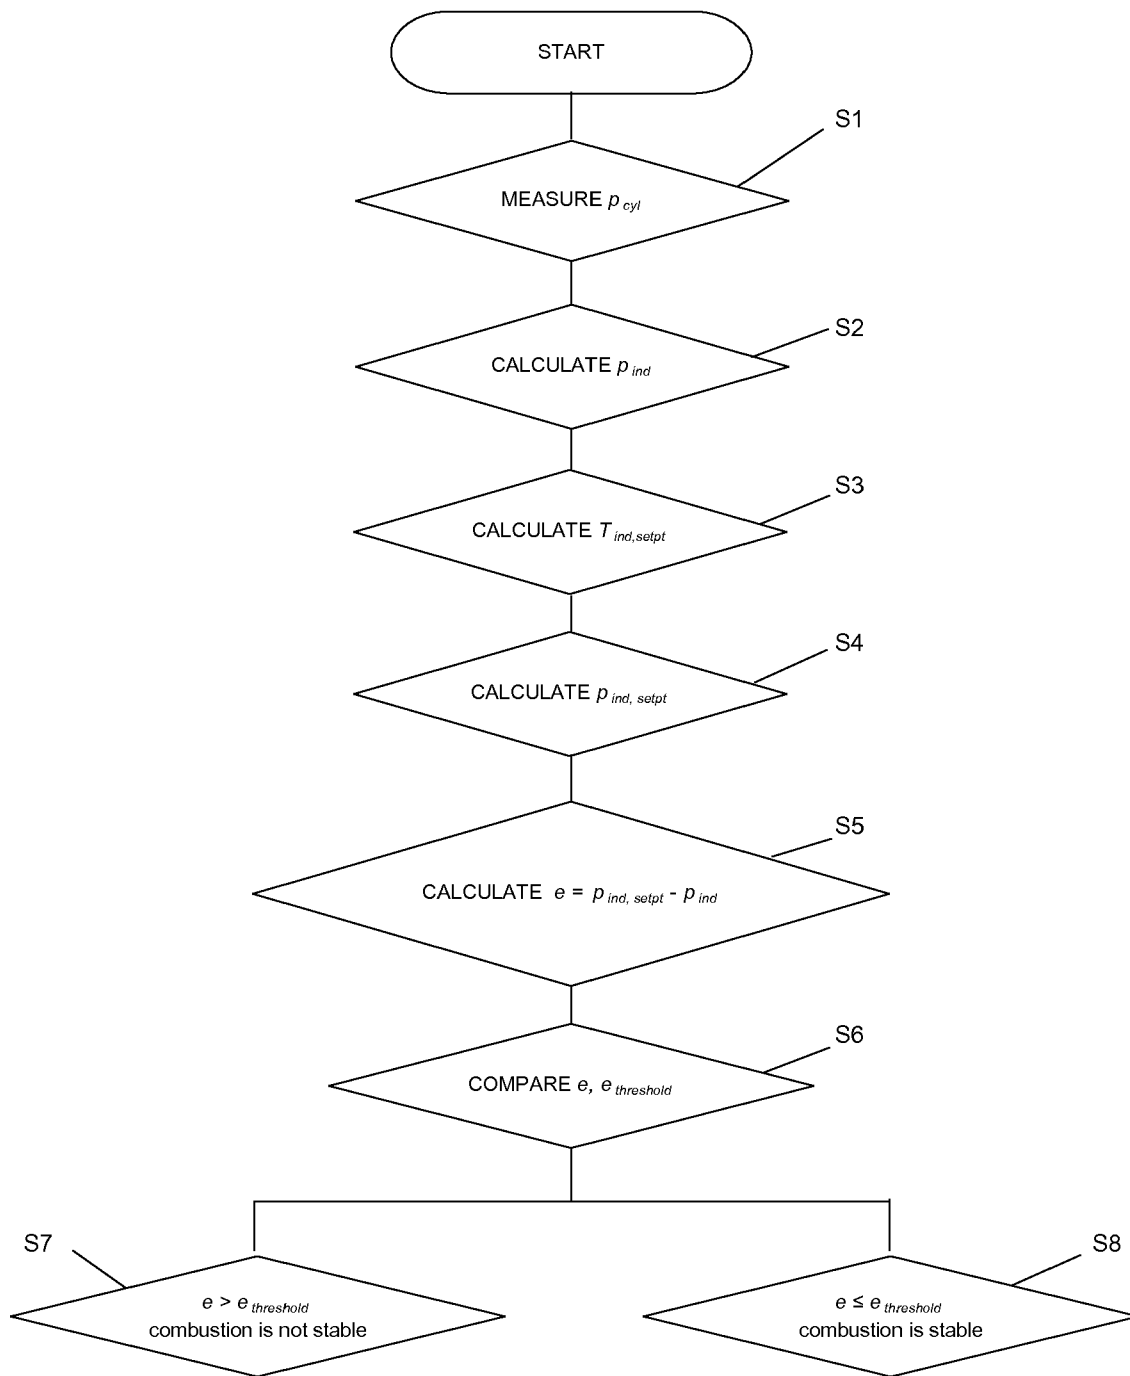 START
S1
MEASURE p cyl
S2
CALCULATE p ind
S3
CALCULATE T ind,setpt
S4
CALCULATE p ind, setpt
S5
CALCULATE e = p ind, setpt - p ind
S6
COMPARE e, e threshold
S7
e > e threshold
combustion is not stable
S8
e ≤ e threshold
combustion is stable